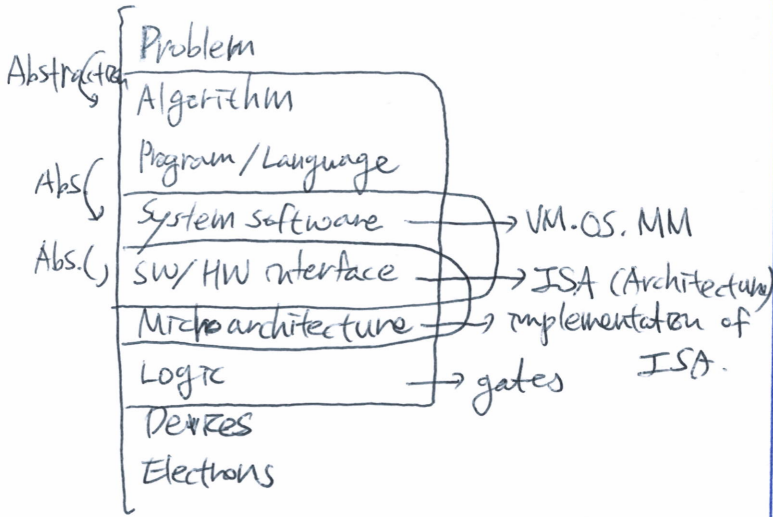 Problem
Abstraction
Algorithm
Program/Language
Abs
System software → VM.OS.MM
Abs.
SW/HW interface → ISA (Architecture)
Microarchitecture → implementation of
ISA.
Logic → gates
Devices
Electrons